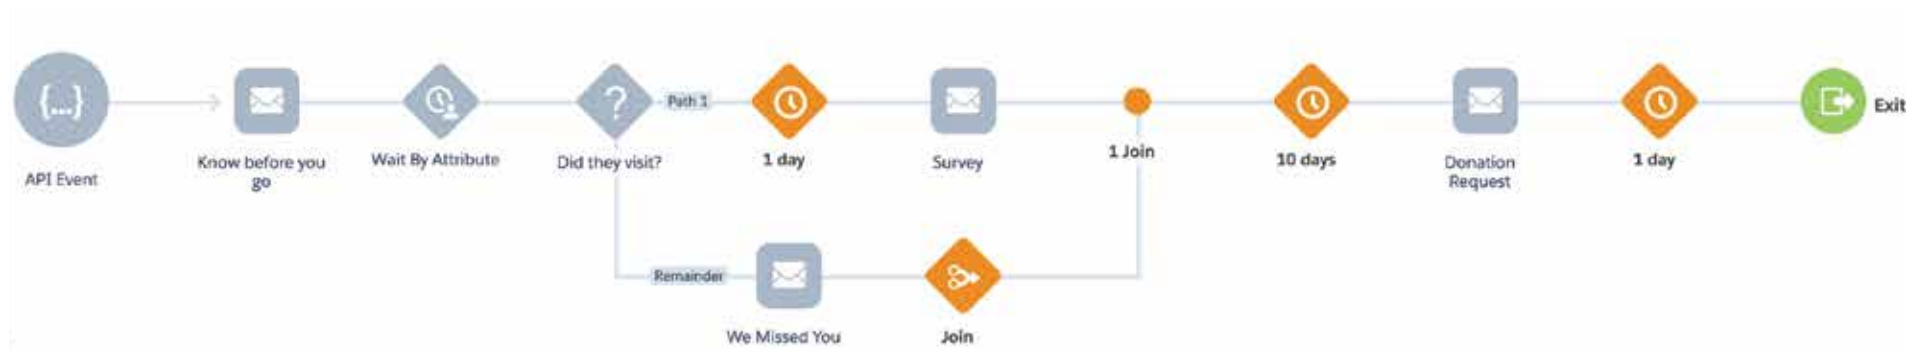 {...}
API Event
Know before you
go
Wait By Attribute
?
Did they visit?
Path 1
1 day
Survey
1 Join
10 days
Donation
Request
1 day
Exit
Remainder
We Missed You
Join